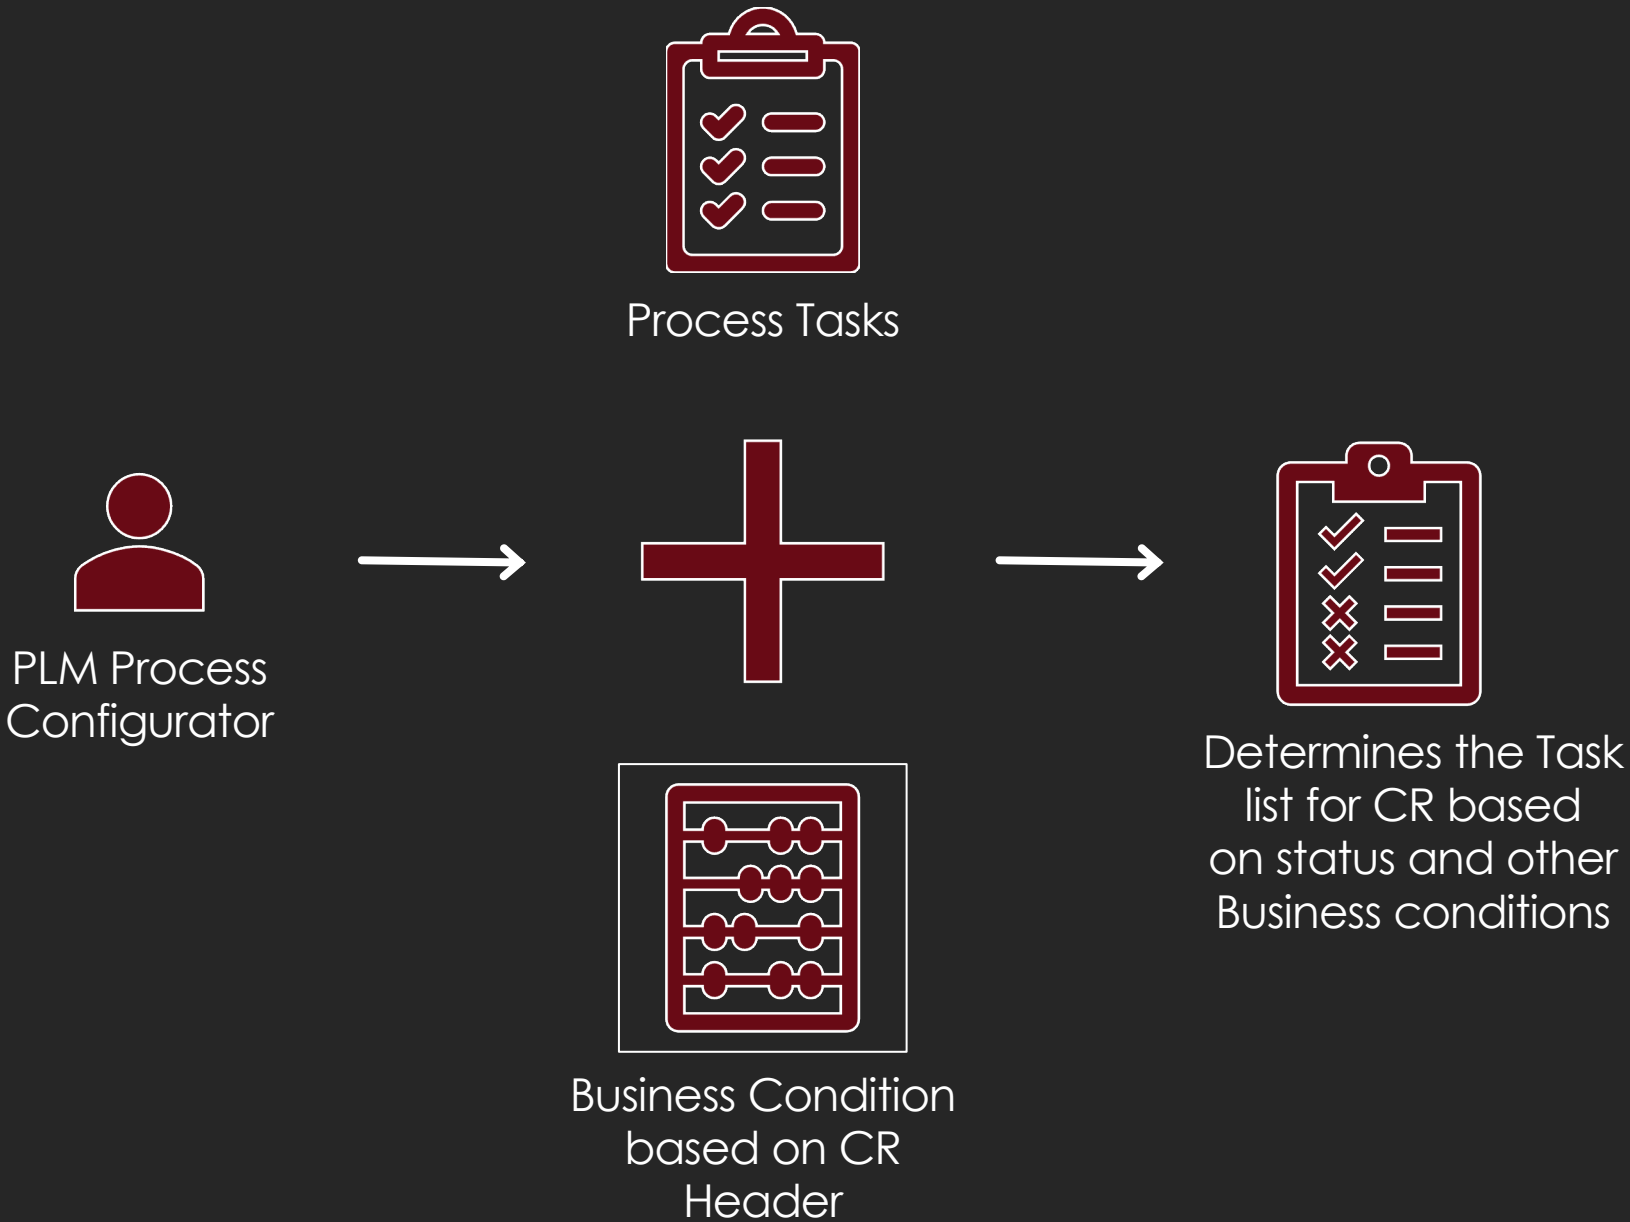 Process Tasks
PLM Process
Configurator
Determines the Task
list for CR based
on status and other
Business conditions
Business Condition
based on CR
Header